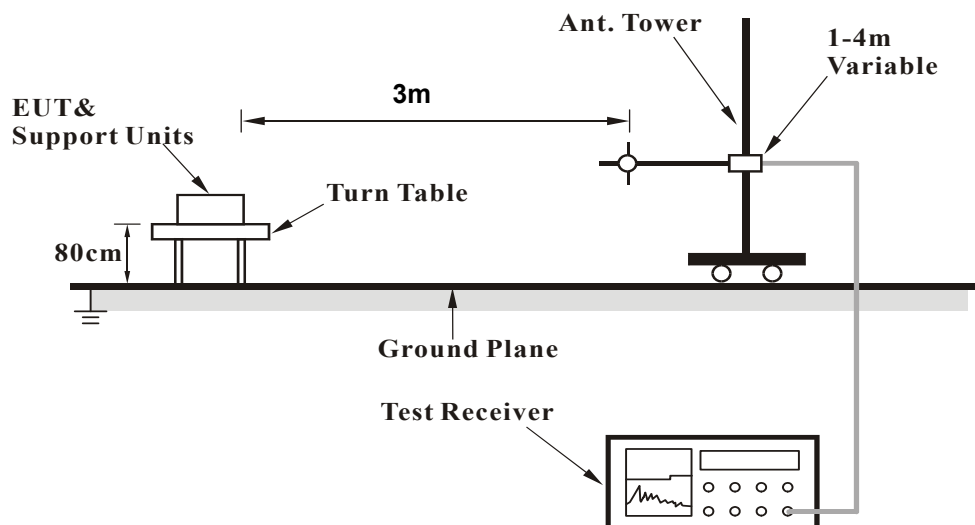 Ant. Tower
1-4m
Variable
3m
EUT&
Support Units
Turn Table
80cm
Ground Plane
Test Receiver